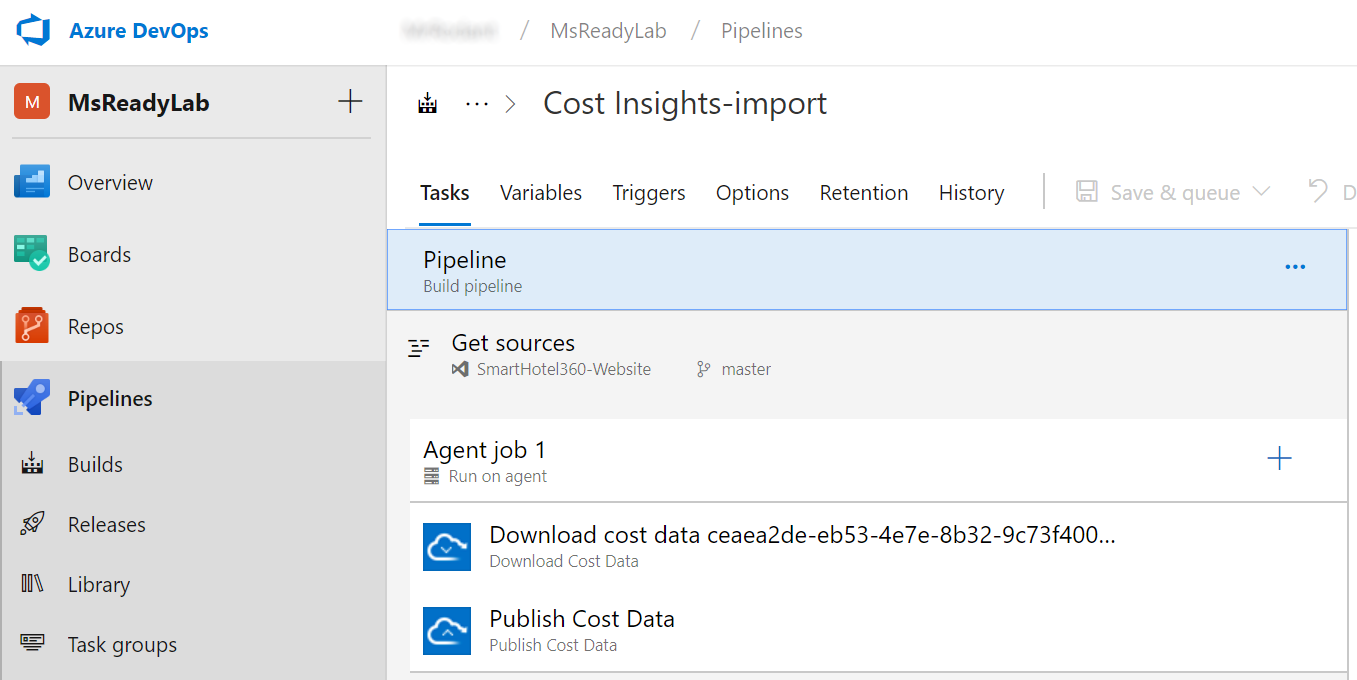 Azure DevOps
/ MsReadyLab / Pipelines
M MsReadyLab
Cost Insights-import
Overview
Boards
Repos
Pipelines
Builds
Releases
Library
Task groups
Tasks Variables Triggers Options Retention History Save & queue D
Pipeline
Build pipeline
Get sources
SmartHotel360-Website master
Agent job 1
Run on agent
Download cost data ceaea2de-eb53-4e7e-8b32-9c73f400...
Download Cost Data
Publish Cost Data
Publish Cost Data